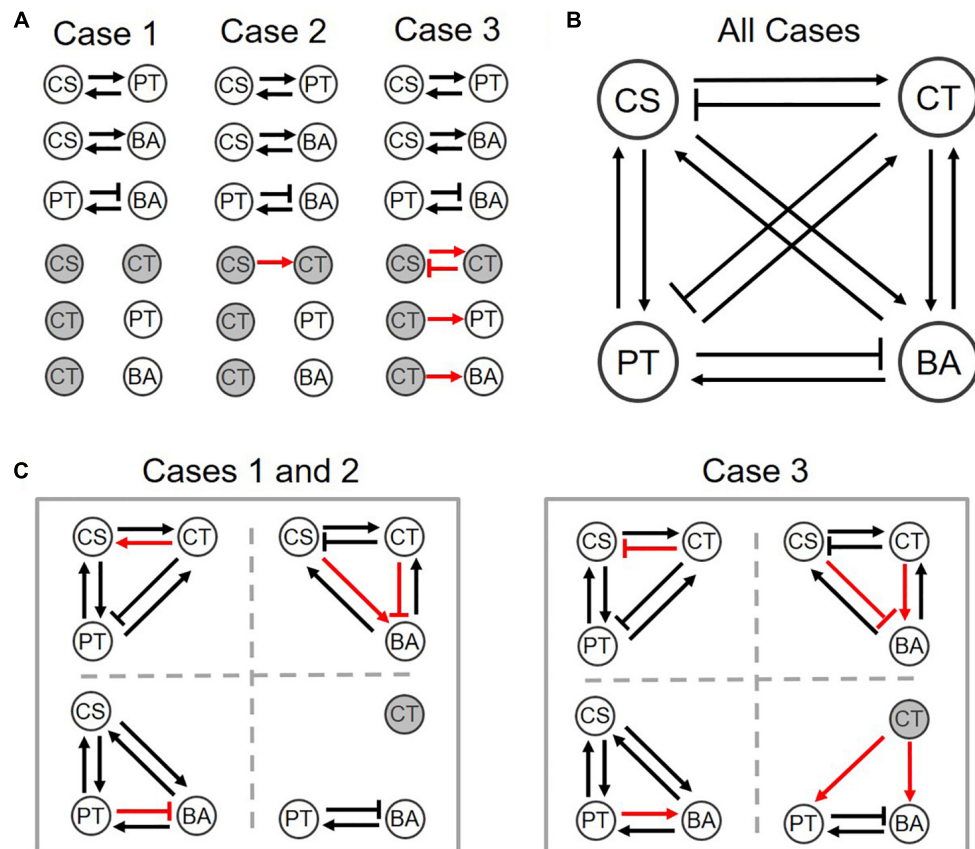 A
Case 1
Case 2
Case 3
CS PT CS PT CS PT
CS BA CS BA CS BA
PT BA PT BA PT BA
CS CT CS CT CS CT
CT PT CT PT CT PT
CT BA CT BA CT BA
B
All Cases
CS CT
PT BA
C
Cases 1 and 2
CS CT CS CT
PT BA
CS CT
PT BA PT BA
Case 3
CS CT CS CT
PT BA
CS CT
PT BA PT BA